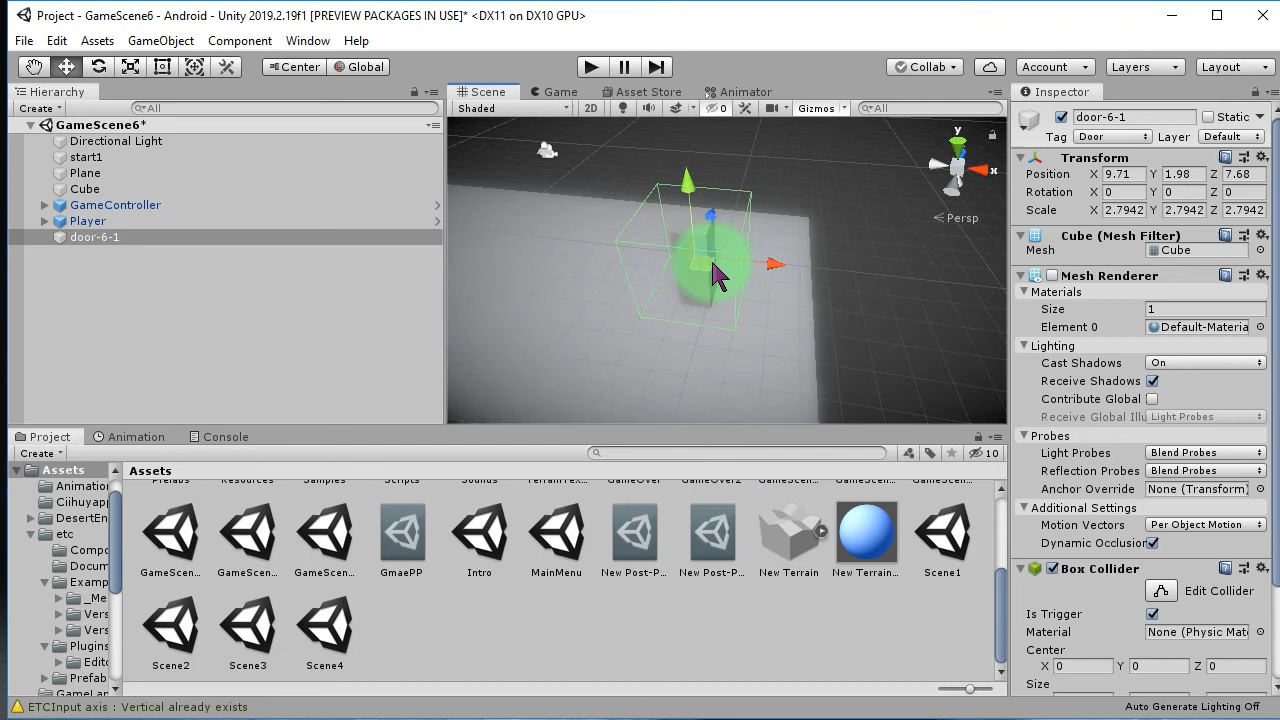 Project - GameScene6 - Android - Unity 2019.2.19f1 [PREVIEW PACKAGES IN USE]* <DX11 on DX10 GPU>
File Edit Assets GameObject Component Window Help
Center Global Collab Account Layers Layout
Hierarchy
Create All
GameScene6*
Directional Light
start1
Plane
Cube
GameController
Player
door-6-1
Scene Game Asset Store Animator
Shaded 2D 0 Gizmos All
y
x
Persp
Inspector
door-6-1 Static
Tag Door Layer Default
Transform
Position X 9.71 Y 1.98 Z 7.68
Rotation X 0 Y 0 Z 0
Scale X 2.7942 Y 2.7942 Z 2.7942
Cube (Mesh Filter)
Mesh Cube
Mesh Renderer
Materials
Size 1
Element 0 Default-Materia
Lighting
Cast Shadows On
Receive Shadows
Contribute Global
Receive Global Illu Light Probes
Probes
Light Probes Blend Probes
Reflection Probes Blend Probes
Anchor Override None (Transform)
Additional Settings
Motion Vectors Per Object Motion
Dynamic Occlusion
Box Collider
Edit Collider
Is Trigger
Material None (Physic Mate
Center
X 0 Y 0 Z 0
Size
Project Animation Console
Create 10
Assets
Animation
Ciihuyapp
DesertEn
etc
Compo
Docum
Examp
_Me
Vers
Vers
Plugins
Edito
Prefab
GameLan
Assets
Prefabs Resources Samples Scripts Sounds TerrainTex... GameOver GameOver2 GameScen... GameScen...
GameScen... GameScen... GameScen... GmaePP Intro MainMenu New Post-P... New Post-P... New Terrain New Terrain... Scene1
Scene2 Scene3 Scene4
ETCInput axis : Vertical already exists
Auto Generate Lighting Off